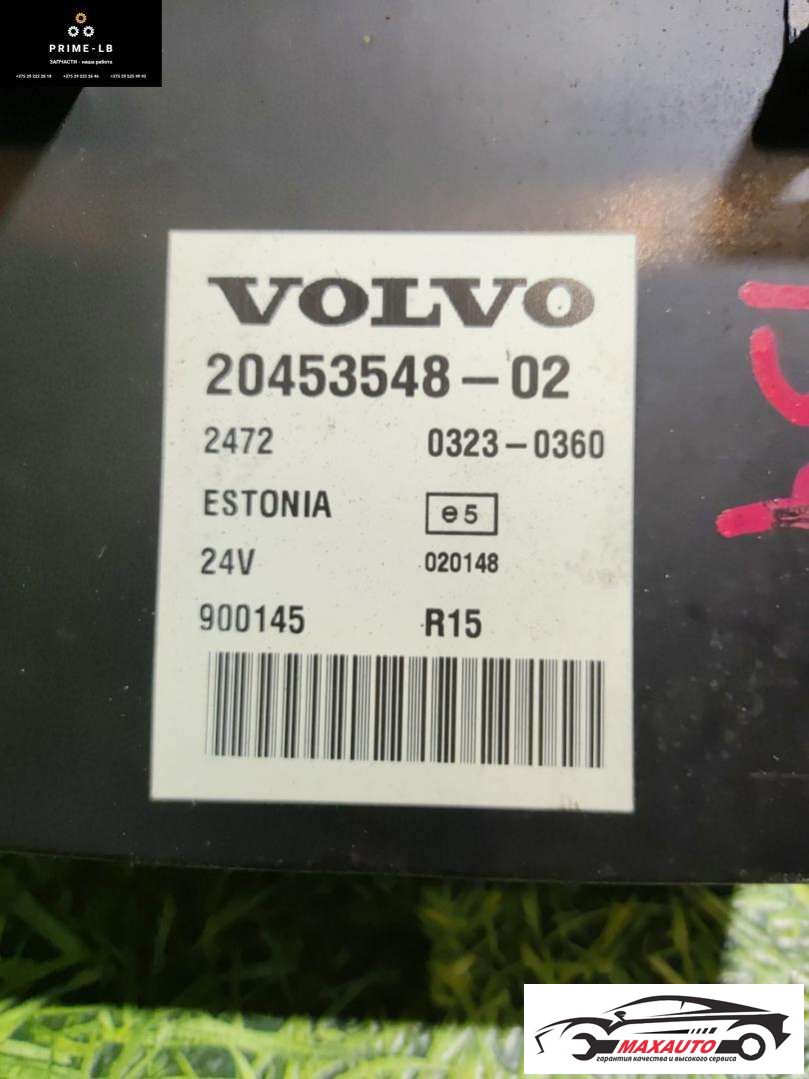 PRIME-LB
ЗАПЧАСТИ - наша работа
VOLVO
20453548-02
2472 0323-0360
ESTONIA e5
24V 020148
900145 R15
MAXAUTO
гарантия качества и высокого сервиса